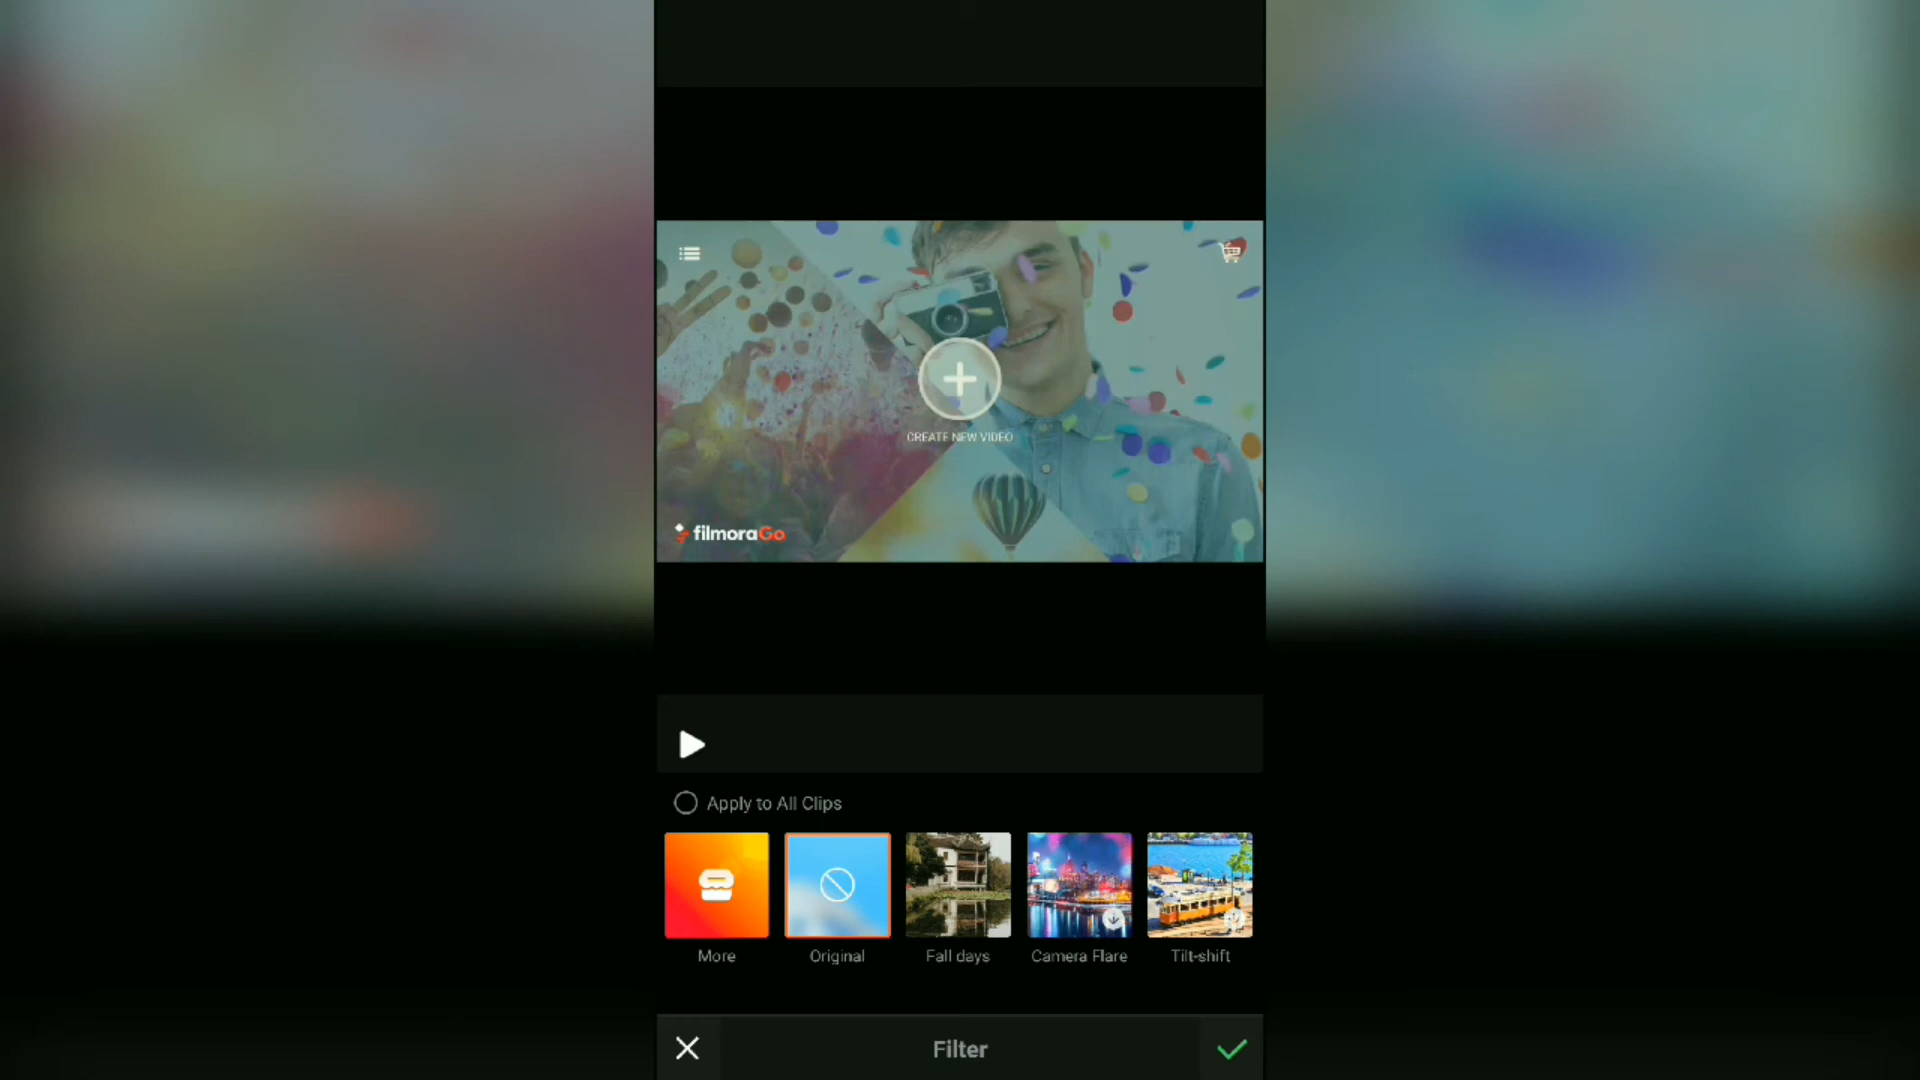 CREATE NEW VIDEO
filmoraGo
Apply to All Clips
More
Original
Fall days
Camera Flare
Tilt-shift
Filter